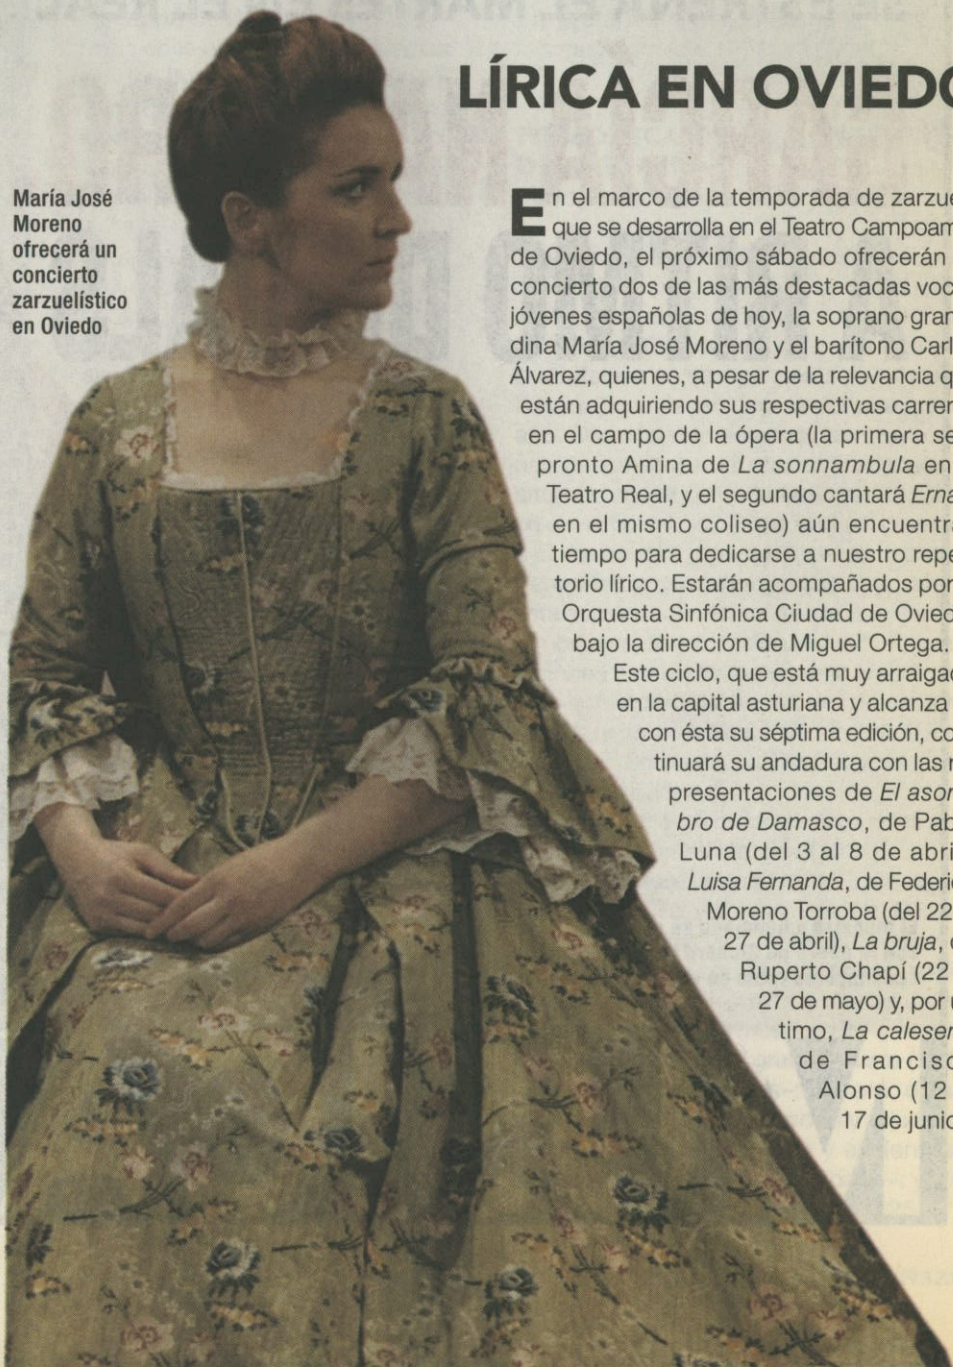 LÍRICA EN OVIEDO
María José
Moreno
ofrecerá un
concierto
zarzuelístico
en Oviedo
En el marco de la temporada de zarzue
que se desarrolla en el Teatro Campoam
de Oviedo, el próximo sábado ofrecerán
concierto dos de las más destacadas voc
jóvenes españolas de hoy, la soprano gran
dina María José Moreno y el barítono Carl
Álvarez, quienes, a pesar de la relevancia q
están adquiriendo sus respectivas carrer
en el campo de la ópera (la primera se
pronto Amina de La sonnambula en
Teatro Real, y el segundo cantará Erna
en el mismo coliseo) aún encuentra
tiempo para dedicarse a nuestro repe
torio lírico. Estarán acompañados por
Orquesta Sinfónica Ciudad de Ovied
bajo la dirección de Miguel Ortega.
Este ciclo, que está muy arraigad
en la capital asturiana y alcanza
con ésta su séptima edición, co
tinuará su andadura con las r
presentaciones de El asom
bro de Damasco, de Pab
Luna (del 3 al 8 de abri
Luisa Fernanda, de Federi
Moreno Torroba (del 22
27 de abril), La bruja,
Ruperto Chapí (22
27 de mayo) y, por ú
timo, La caleser
de Francisc
Alonso (12
17 de junio